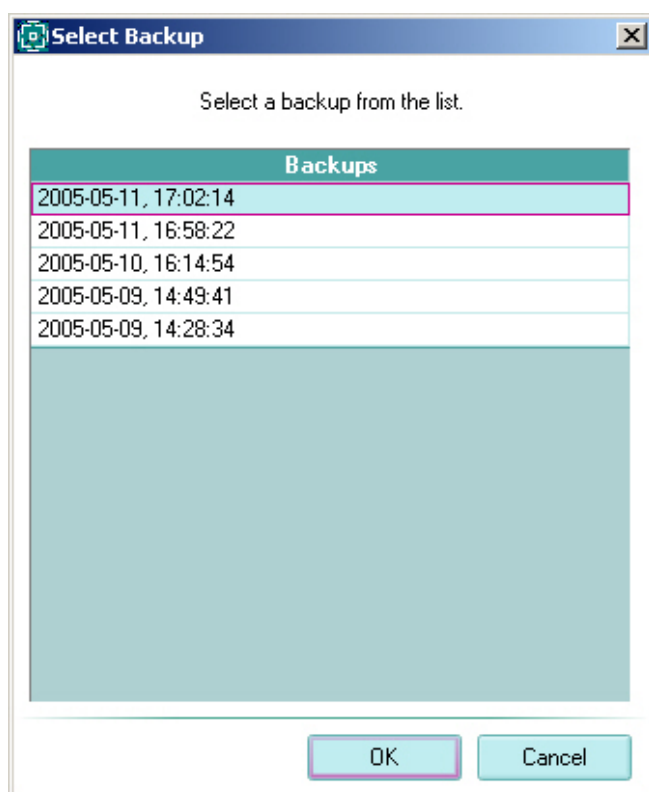 Select Backup
Select a backup from the list.
Backups
2005-05-11, 17:02:14
2005-05-11, 16:58:22
2005-05-10, 16:14:54
2005-05-09, 14:49:41
2005-05-09, 14:28:34
OK
Cancel